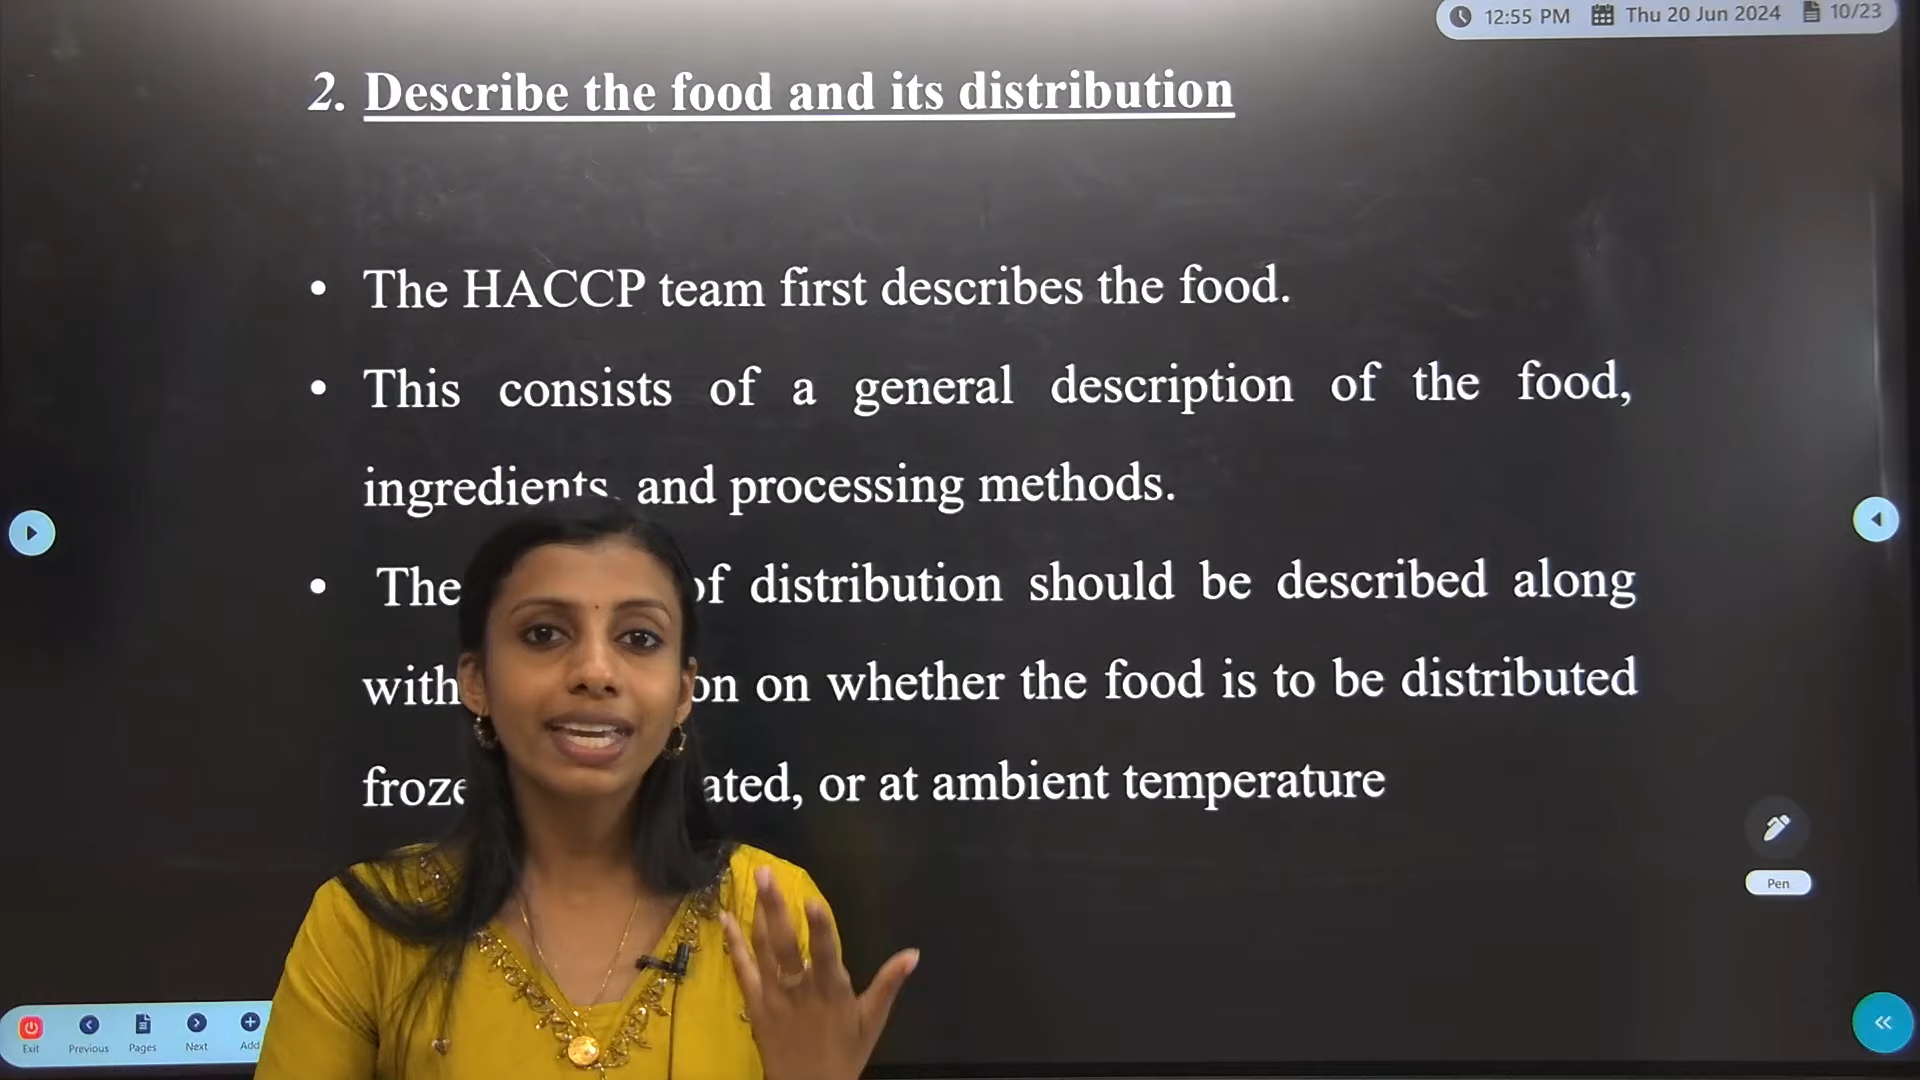 12:55 PM Thu 20 Jun 2024 10/23
2. Describe the food and its distribution
• The HACCP team first describes the food.
• This consists of a general description of the food,
ingredients, and processing methods.
• The of distribution should be described along
with on whether the food is to be distributed
or at ambient temperature
Pen
Exit Previous Pages Next Add